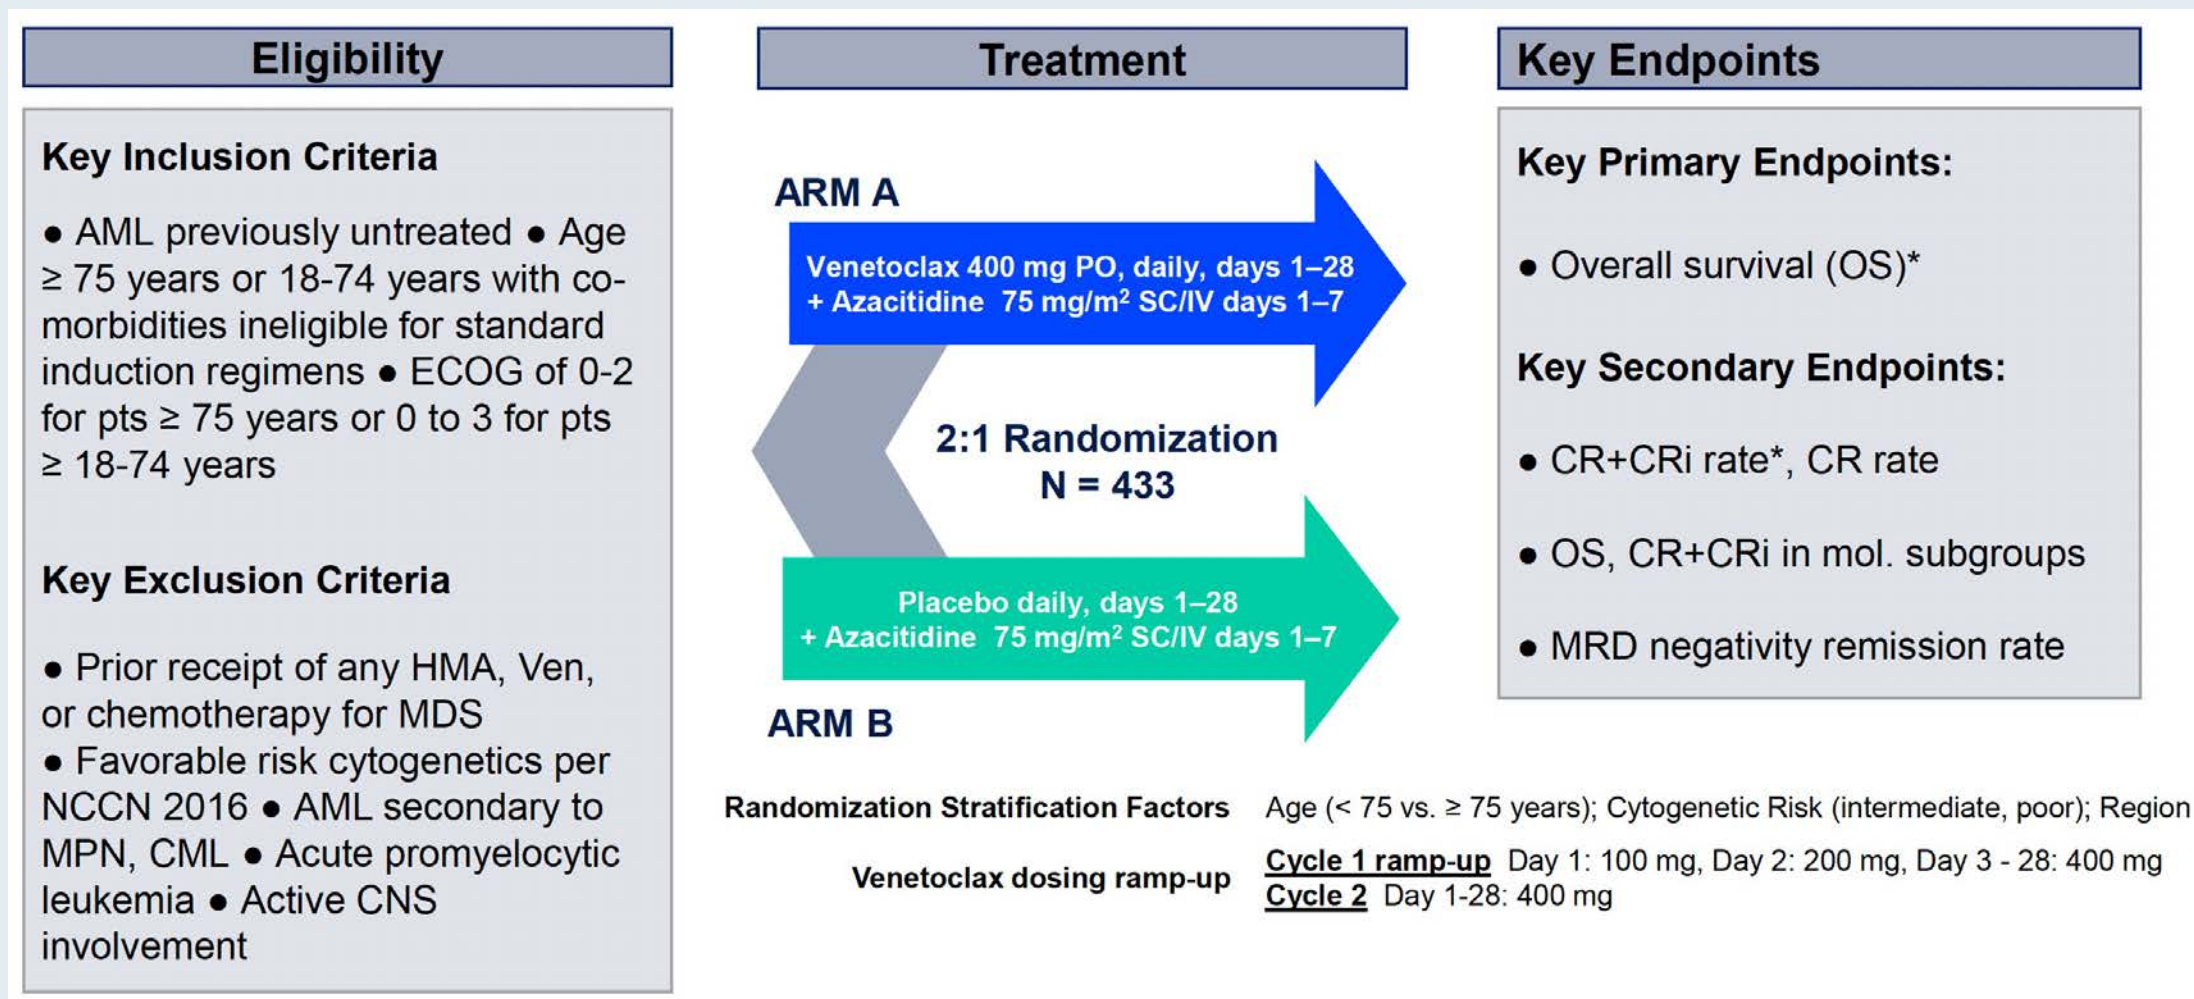 Eligibility
Key Inclusion Criteria
● AML previously untreated ● Age
≥ 75 years or 18-74 years with co-
morbidities ineligible for standard
induction regimens ● ECOG of 0-2
for pts ≥ 75 years or 0 to 3 for pts
≥ 18-74 years
Key Exclusion Criteria
● Prior receipt of any HMA, Ven,
or chemotherapy for MDS
● Favorable risk cytogenetics per
NCCN 2016 ● AML secondary to
MPN, CML ● Acute promyelocytic
leukemia ● Active CNS
involvement
Treatment
ARM A
Venetoclax 400 mg PO, daily, days 1–28
+ Azacitidine 75 mg/m² SC/IV days 1–7
2:1 Randomization
N = 433
Placebo daily, days 1–28
+ Azacitidine 75 mg/m² SC/IV days 1–7
ARM B
Key Endpoints
Key Primary Endpoints:
● Overall survival (OS)*
Key Secondary Endpoints:
● CR+CRi rate*, CR rate
● OS, CR+CRi in mol. subgroups
● MRD negativity remission rate
Randomization Stratification Factors Age (< 75 vs. ≥ 75 years); Cytogenetic Risk (intermediate, poor); Region
Venetoclax dosing ramp-up
Cycle 1 ramp-up Day 1: 100 mg, Day 2: 200 mg, Day 3 - 28: 400 mg
Cycle 2 Day 1-28: 400 mg